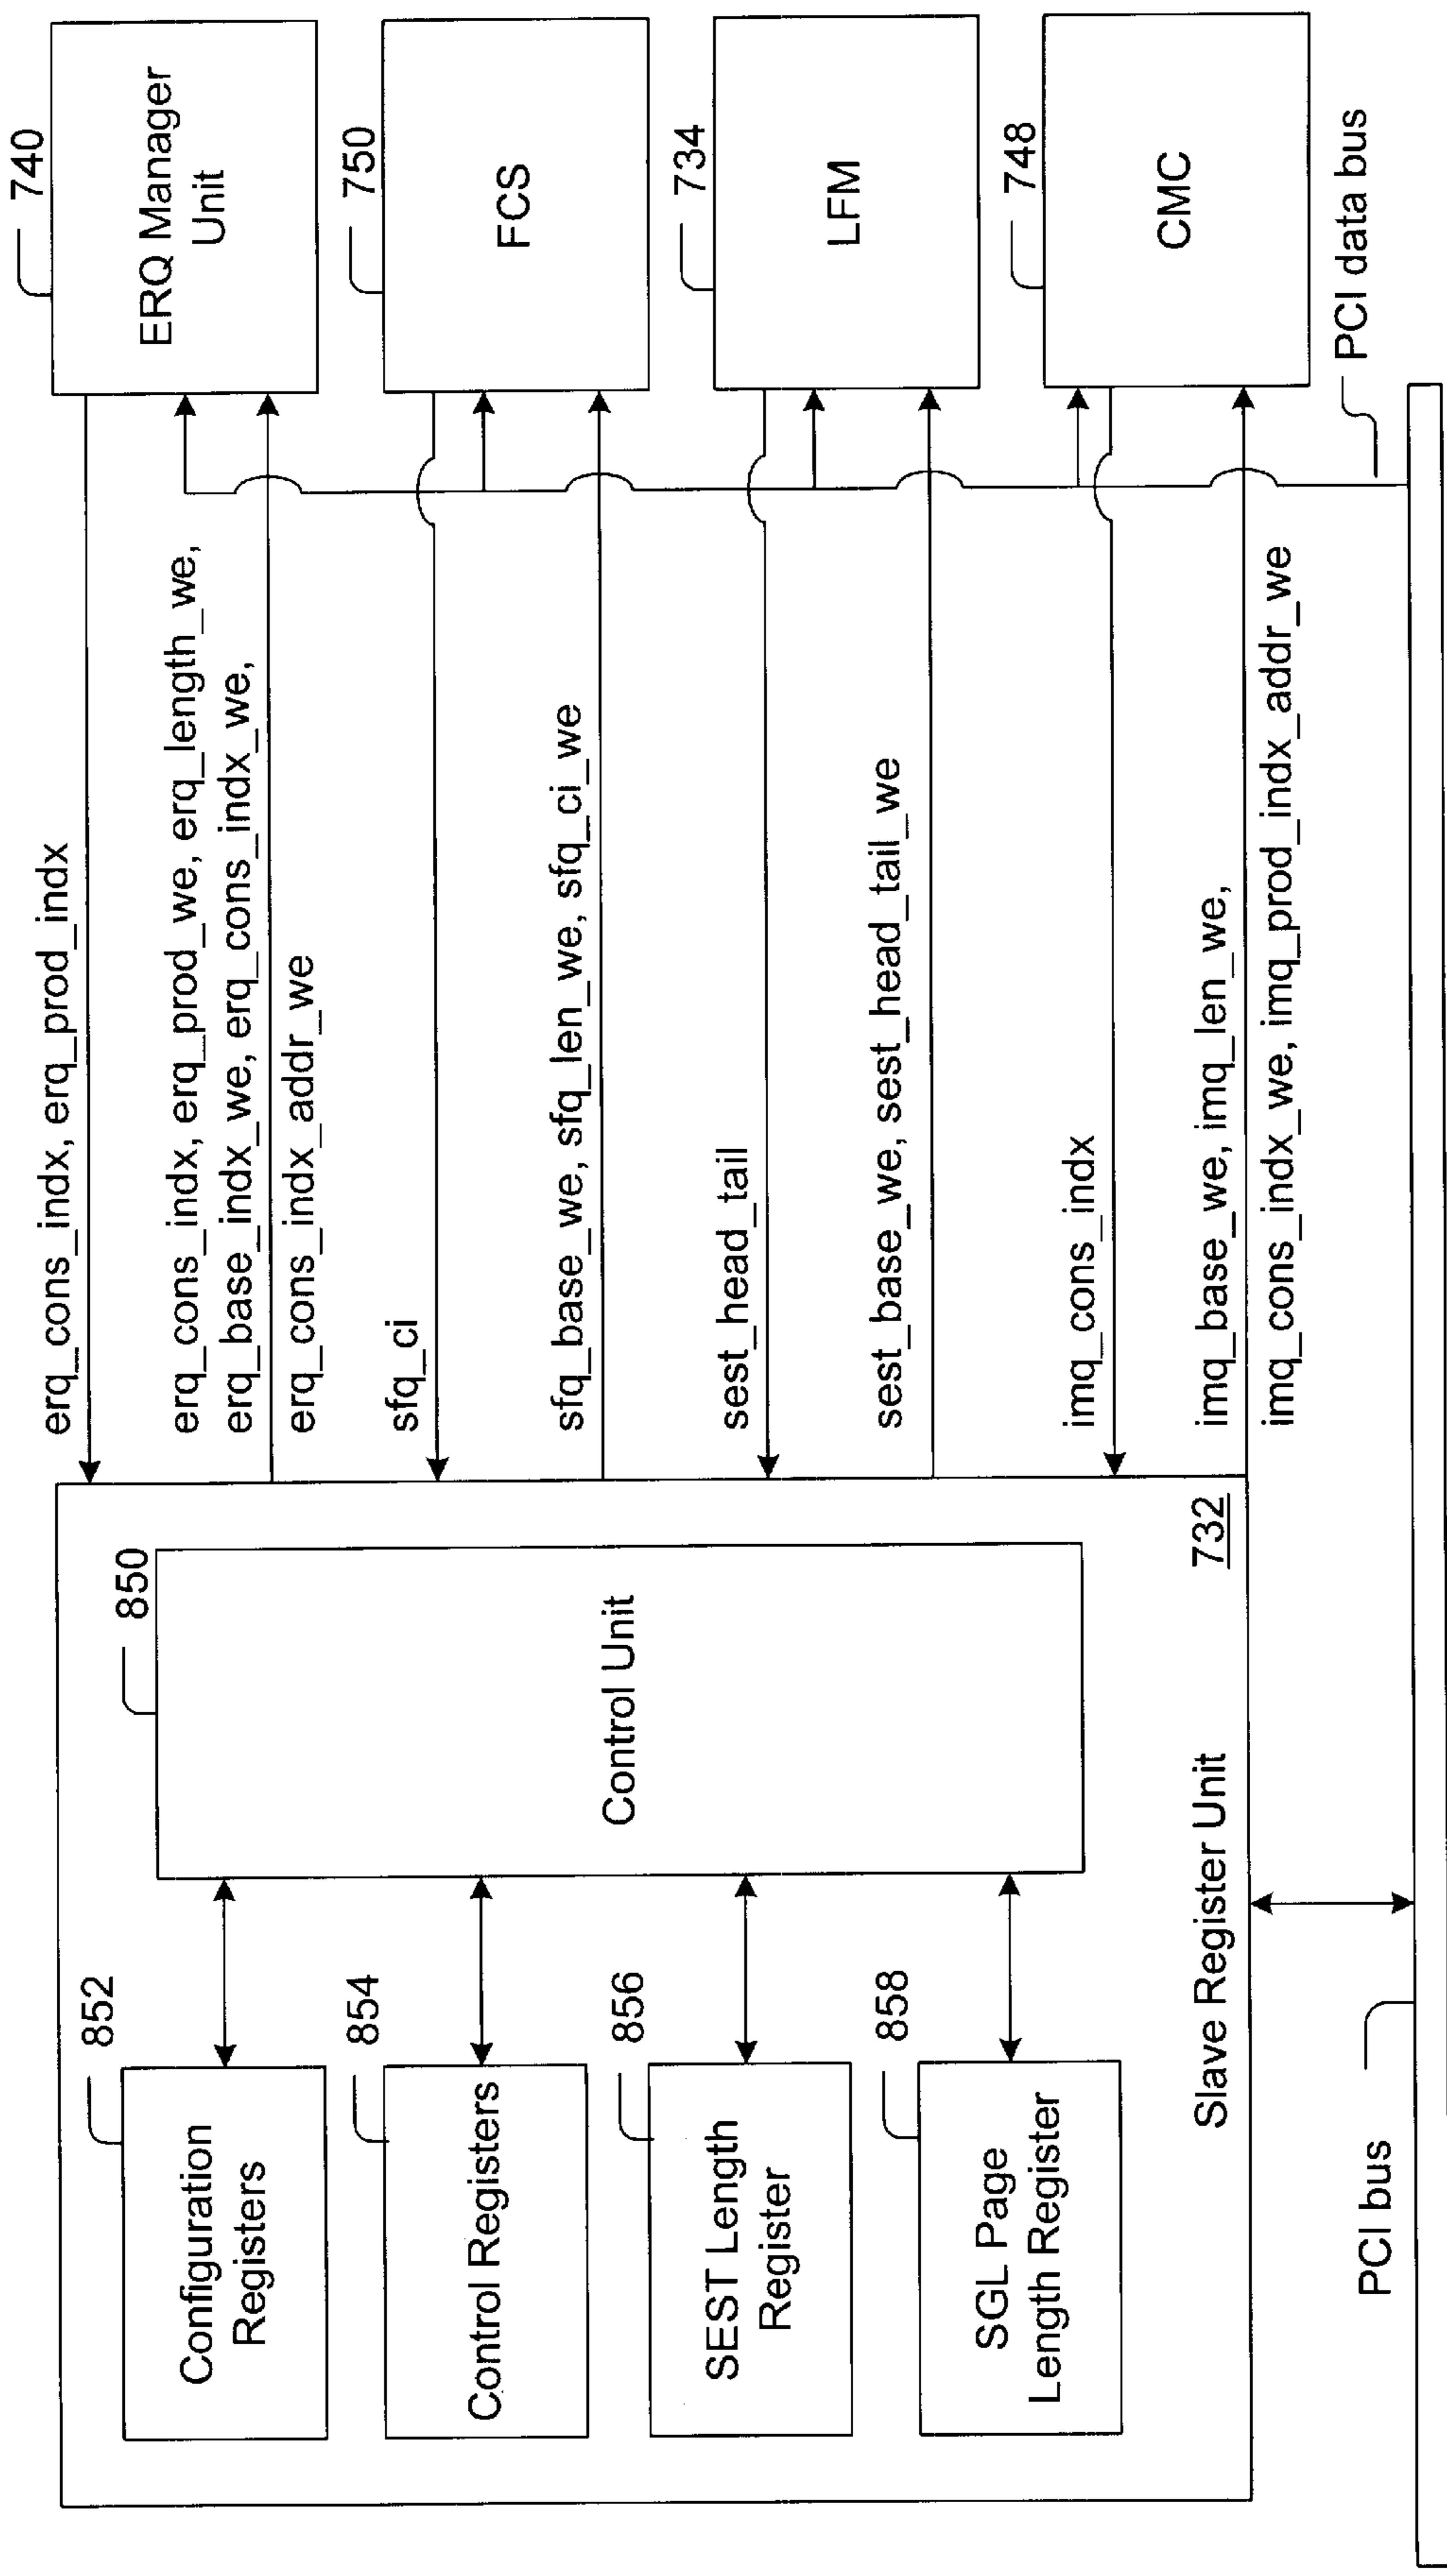 852
Configuration
Registers
854
Control Registers
856
SEST Length
Register
858
SGL Page
Length Register
850
Control Unit
Slave Register Unit
732
erq_cons_indx, erq_prod_indx
erq_cons_indx, erq_prod_we, erq_length_we,
erq_base_indx_we, erq_cons_indx_we,
erq_cons_indx_addr_we
sfq_ci
sfq_base_we, sfq_len_we, sfq_ci_we
sest_head_tail
sest_base_we, sest_head_tail_we
imq_cons_indx
imq_base_we, imq_len_we,
imq_cons_indx_we, imq_prod_indx_addr_we
740
ERQ Manager
Unit
750
FCS
734
LFM
748
CMC
PCI data bus
PCI bus